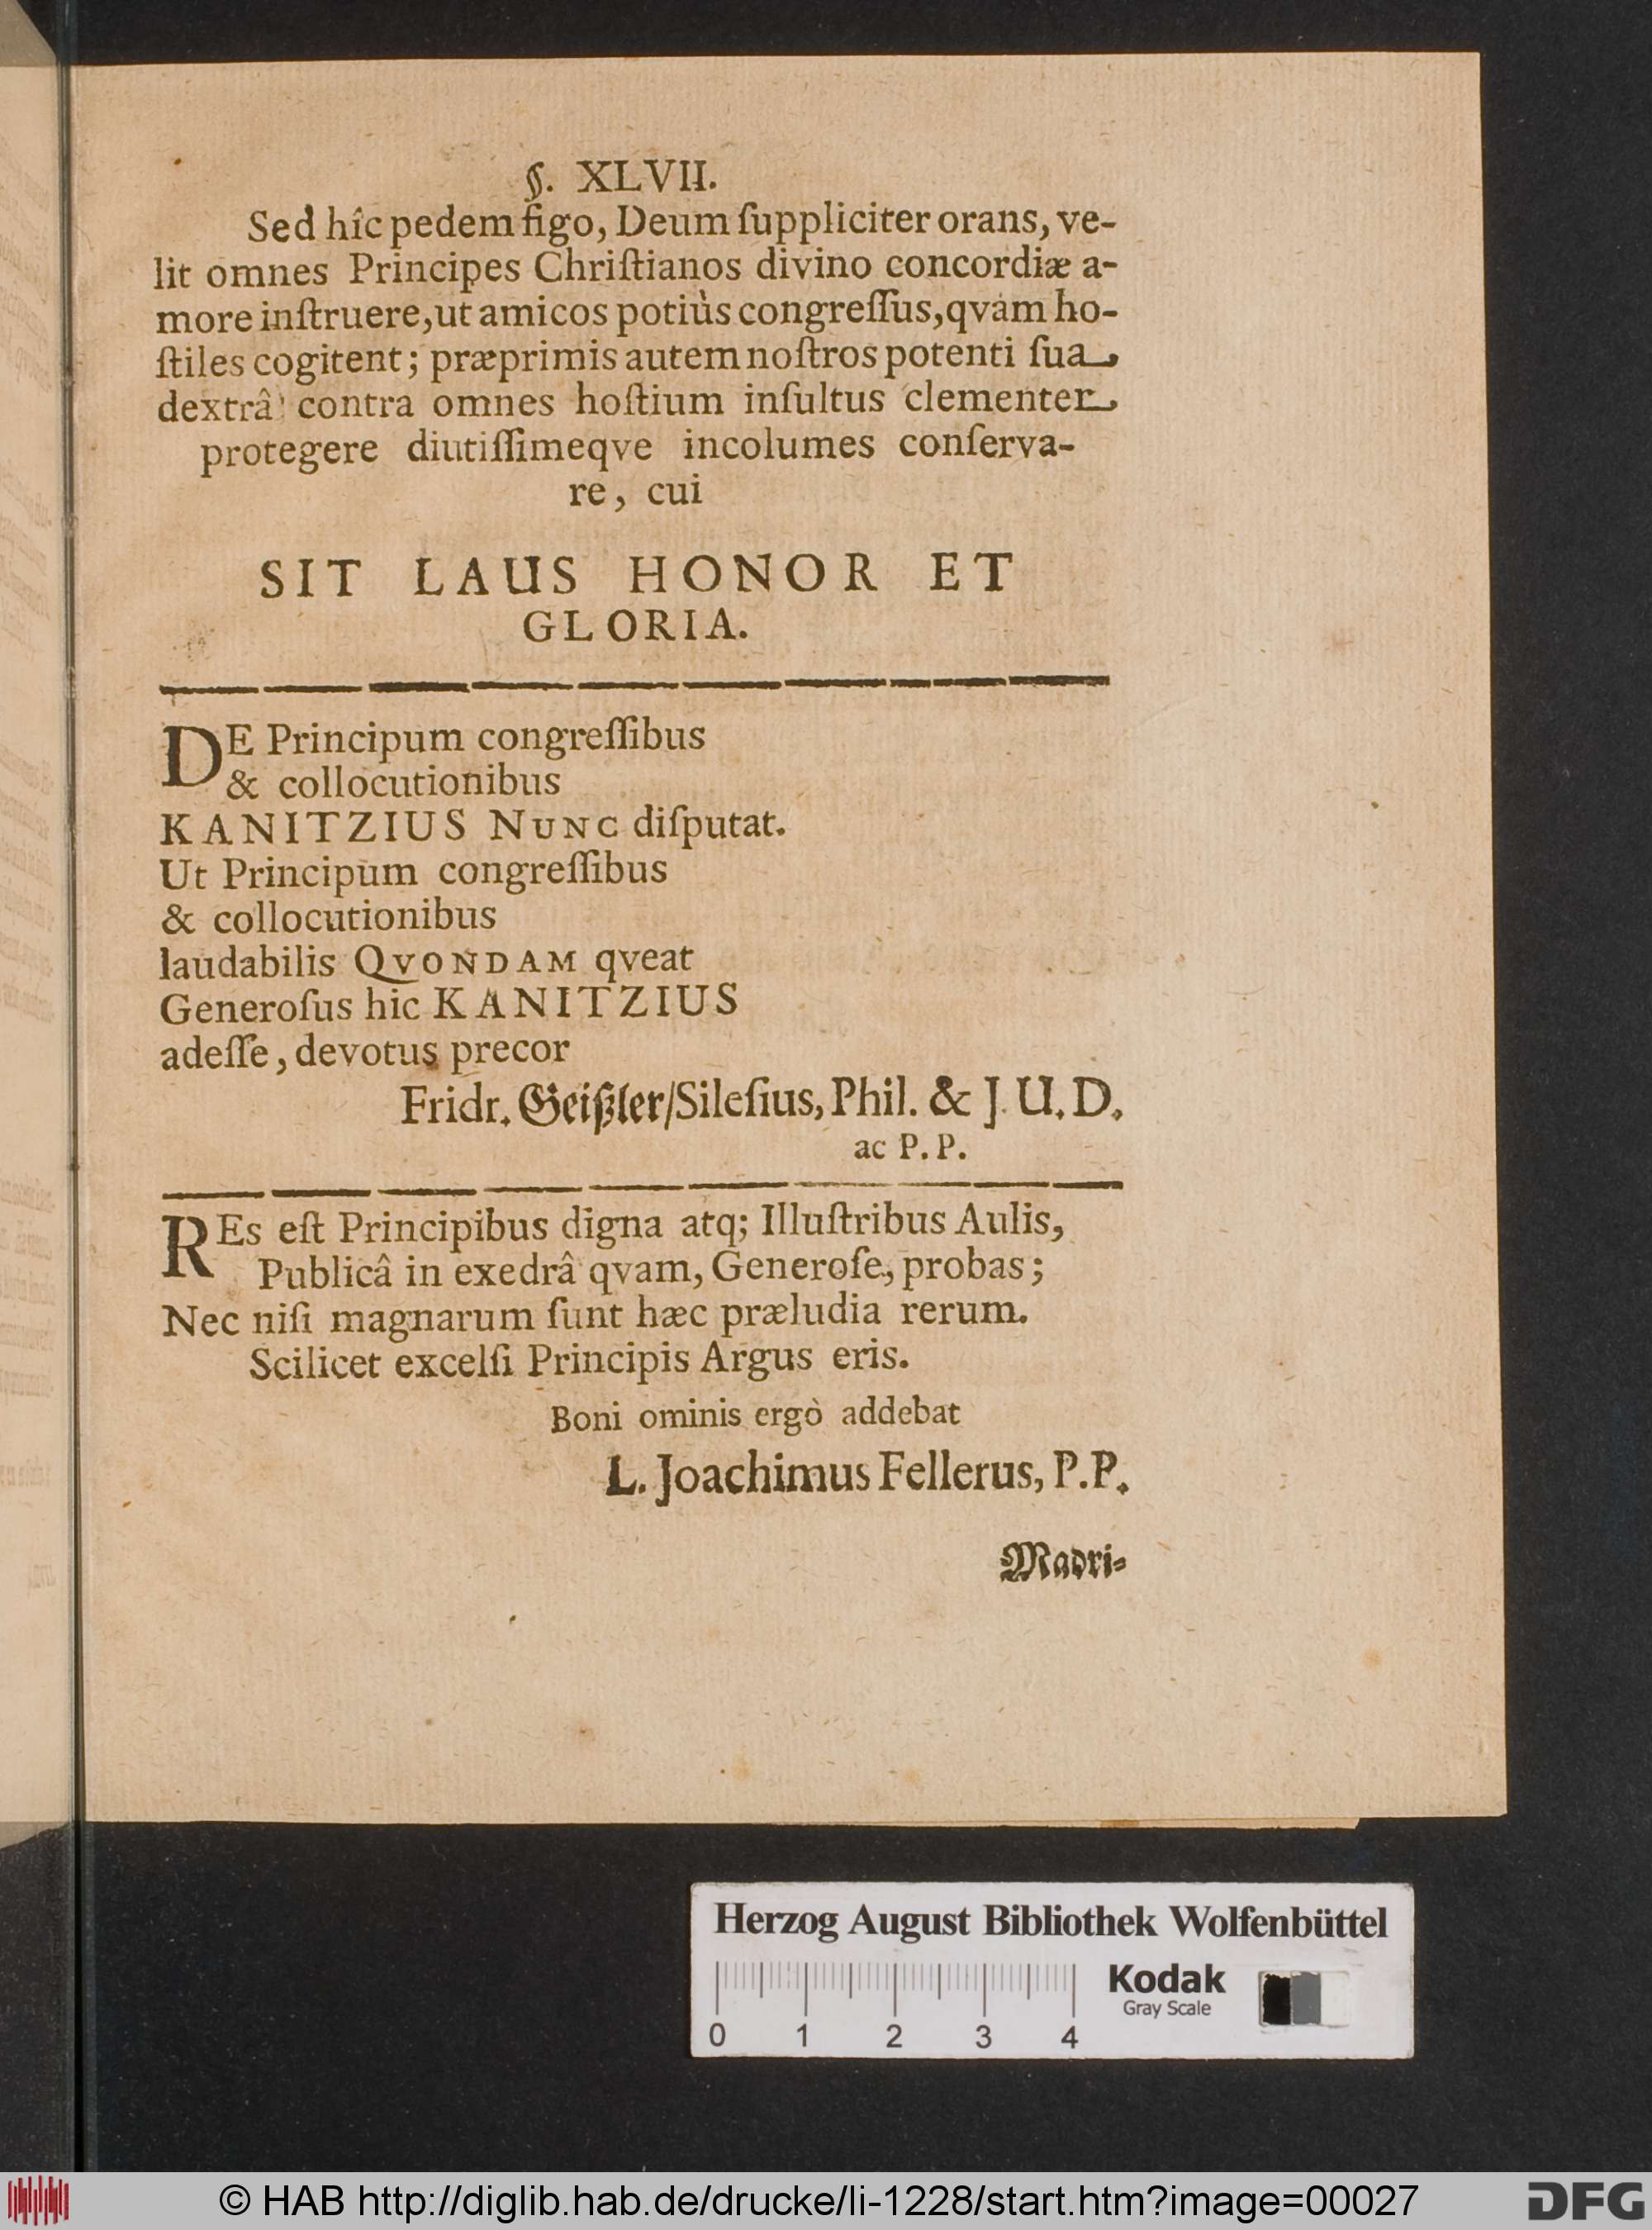 §. XLVII.
Sed hîc pedem figo, Deum ſuppliciter orans, ve-
lit omnes Principes Chriſtianos divino concordiæ a-
more inſtruere, ut amicos potiùs congreſſus, qvàm ho-
ſtiles cogitent; præprimis autem noſtros potenti ſua
dextrâ contra omnes hoſtium inſultus clementer
protegere diutiſſimeqve incolumes conſerva-
re, cui
SIT LAUS HONOR ET
GLORIA.
DE Principum congreſſibus
& collocutionibus
KANITZIUS NUNC diſputat.
Ut Principum congreſſibus
& collocutionibus
laudabilis QVONDAM qveat
Generoſus hic KANITZIUS
adeſſe, devotus precor
Fridr. Geißler/Sileſius, Phil. & J. U. D.
ac P. P.
REs eſt Principibus digna atq; Illuſtribus Aulis,
Publicâ in exedrâ qvam, Generoſe, probas;
Nec niſi magnarum ſunt hæc præludia rerum.
Scilicet excelſi Principis Argus eris.
Boni ominis ergò addebat
L. Joachimus Fellerus, P.P.
Madri-
Herzog August Bibliothek Wolfenbüttel
Kodak
Gray Scale
0 1 2 3 4
© HAB http://diglib.hab.de/drucke/li-1228/start.htm?image=00027
DFG